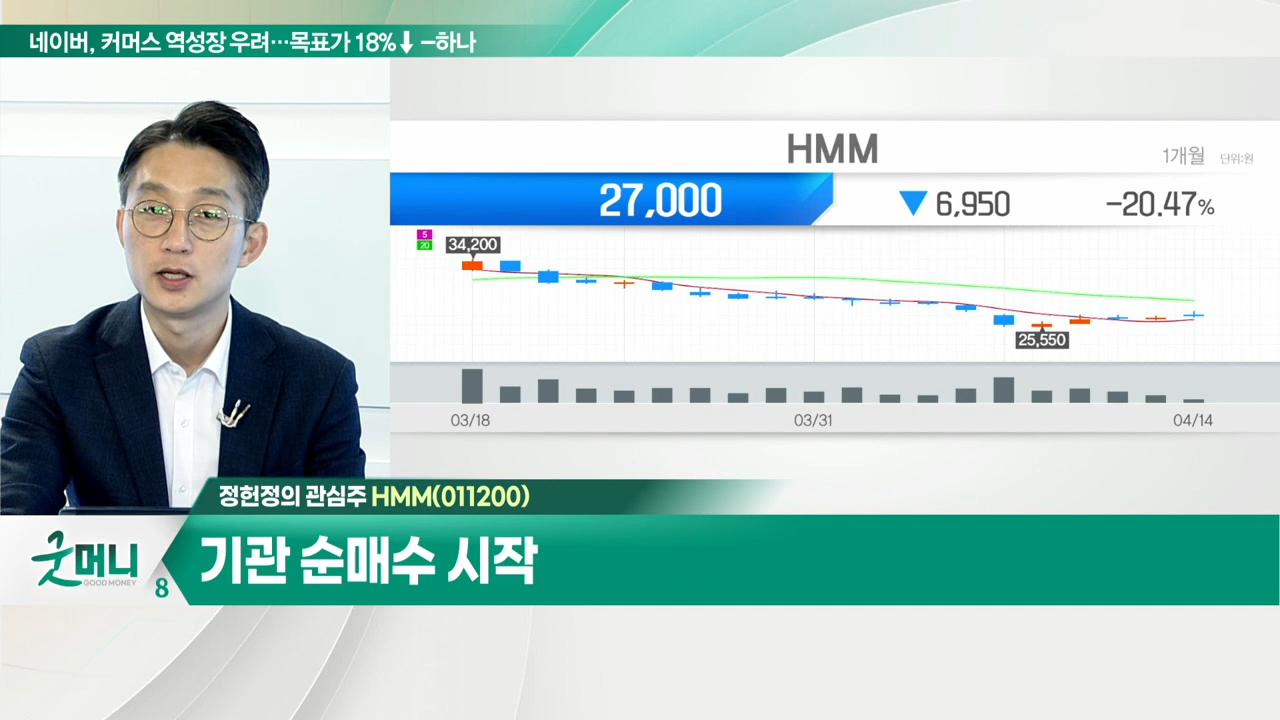 네이버, 커머스 역성장 우려…목표가 18%⬇ -하나
HMM
1개월 단위:원
27,000 ▼ 6,950 -20.47%
5
20
34,200
25,550
03/18 03/31 04/14
정헌정의 관심주 HMM(011200)
굿머니
GOOD MONEY
8
기관 순매수 시작